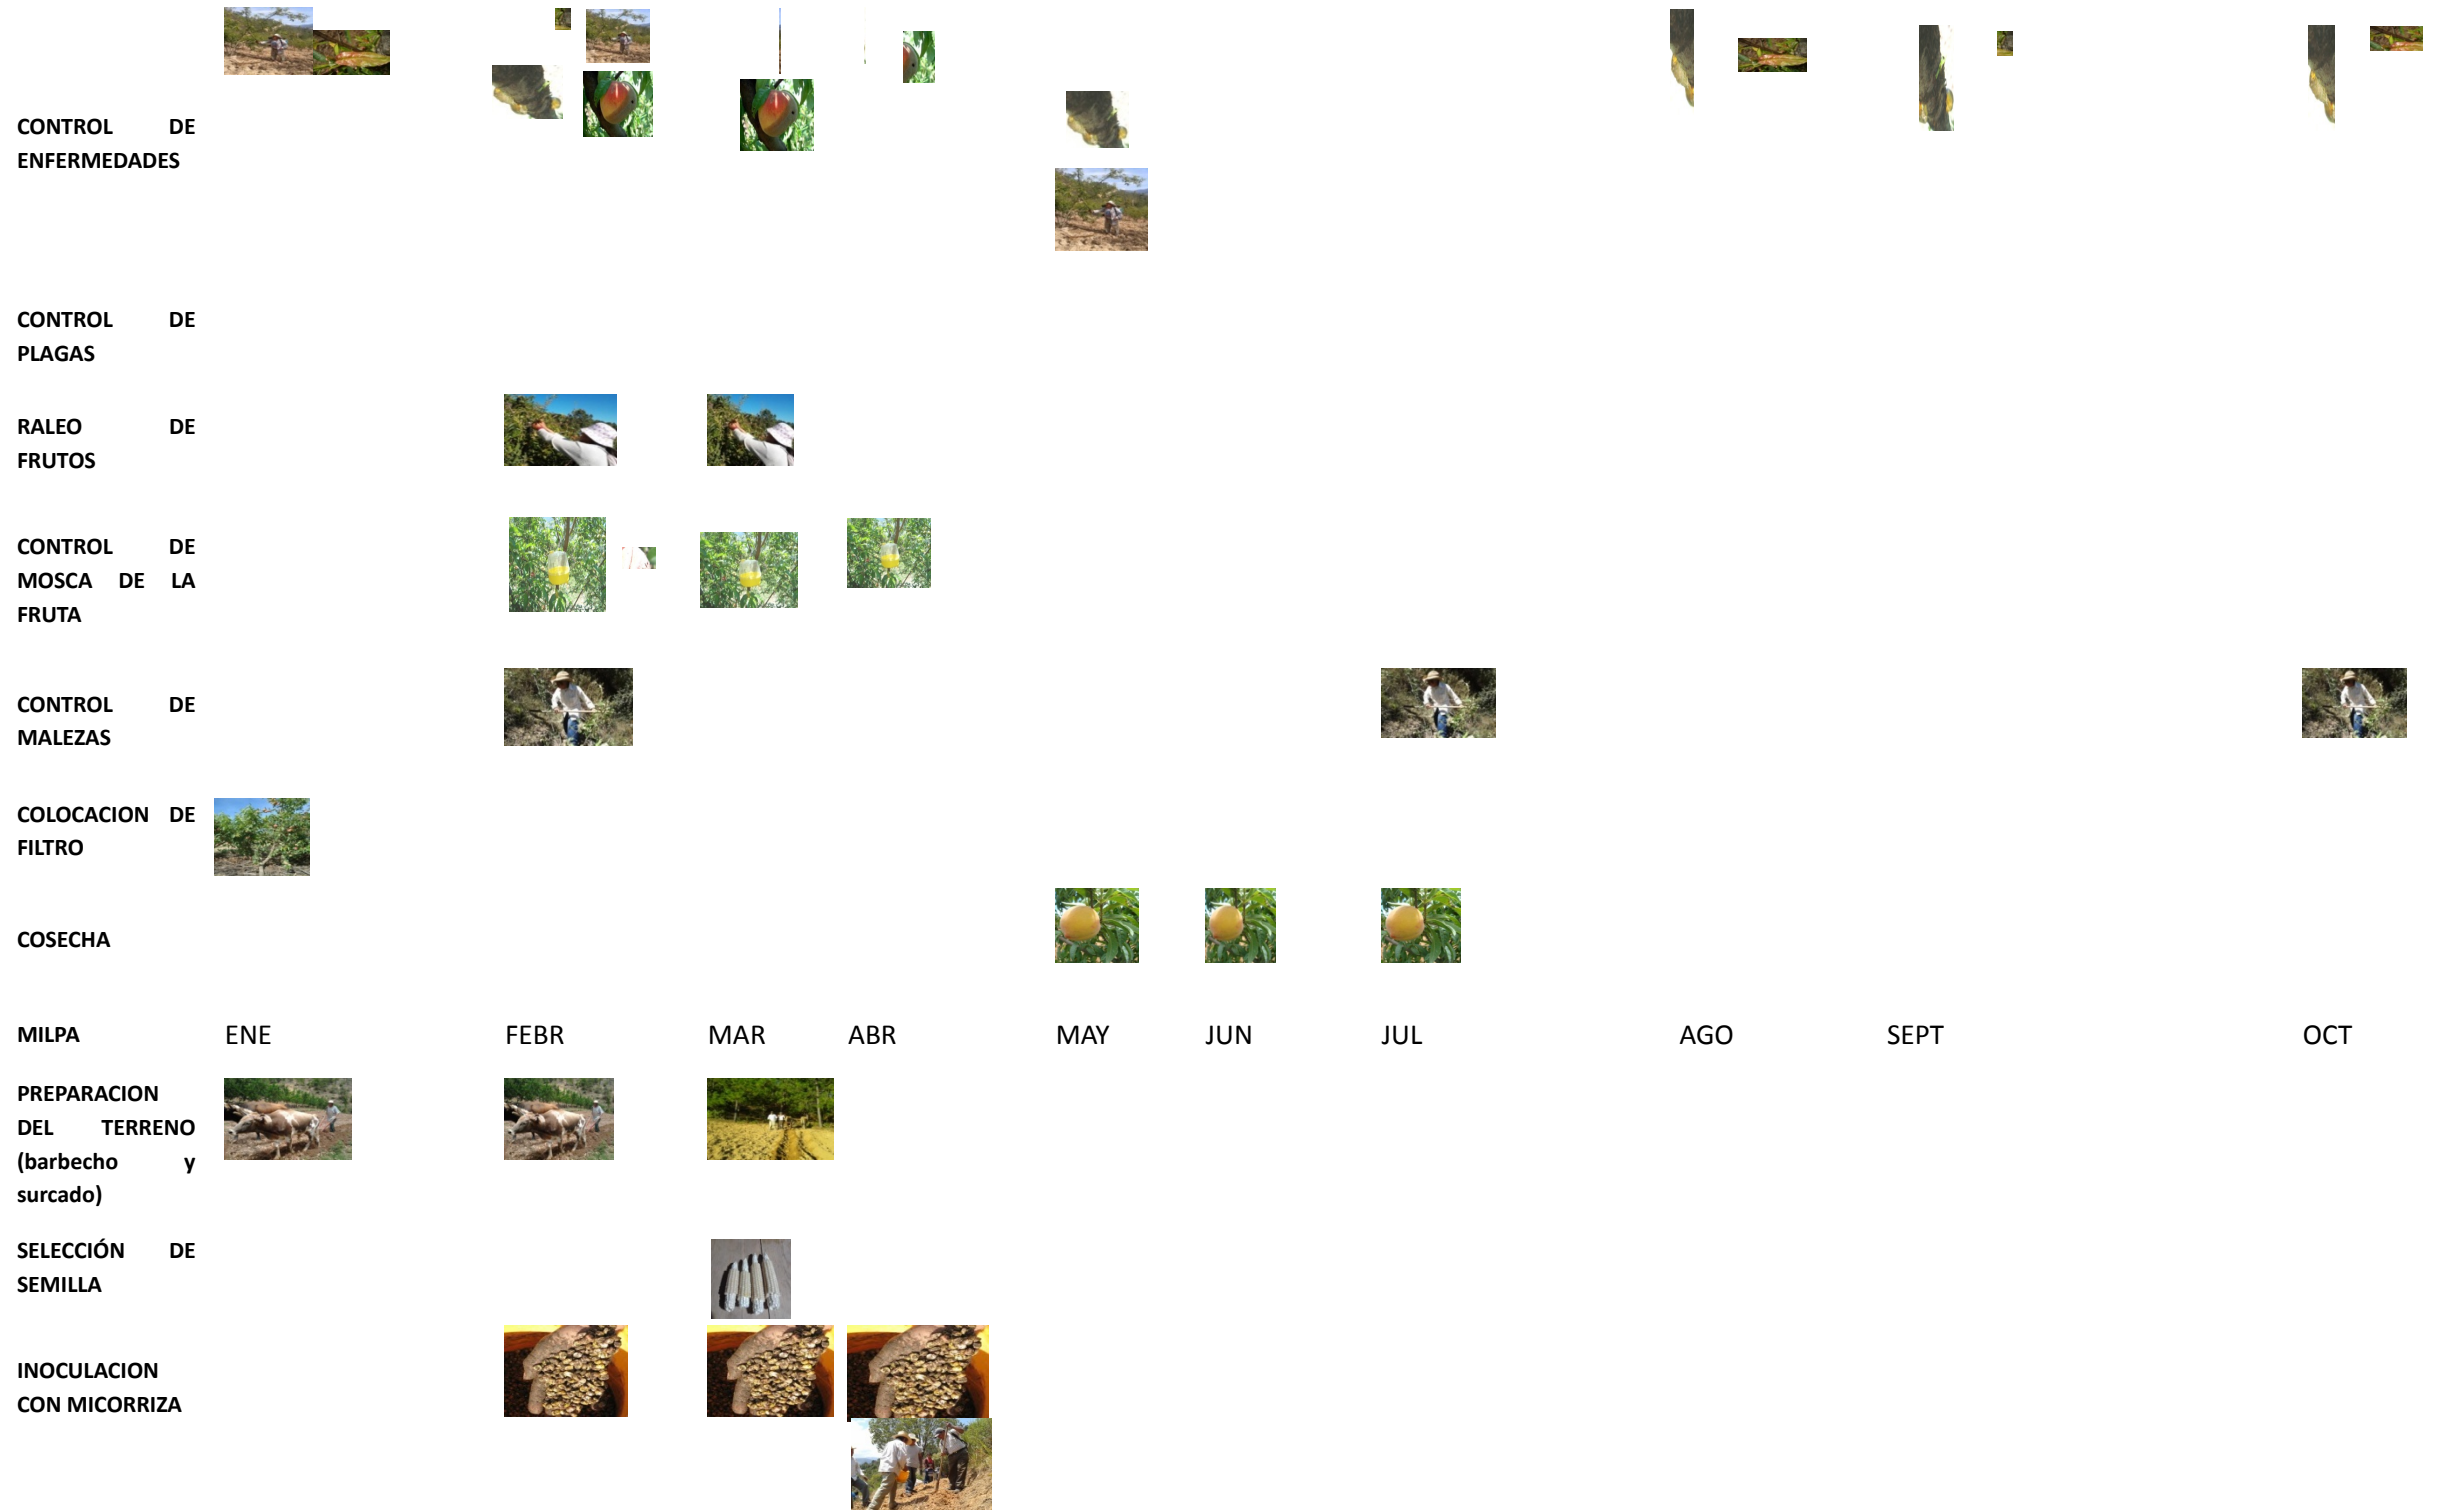 CONTROL DE
ENFERMEDADES
CONTROL DE
PLAGAS
RALEO DE
FRUTOS
CONTROL DE
MOSCA DE LA
FRUTA
CONTROL DE
MALEZAS
COLOCACION DE
FILTRO
COSECHA
MILPA ENE FEBR MAR ABR MAY JUN JUL AGO SEPT OCT
PREPARACION
DEL TERRENO
(barbecho y
surcado)
SELECCIÓN DE
SEMILLA
INOCULACION
CON MICORRIZA